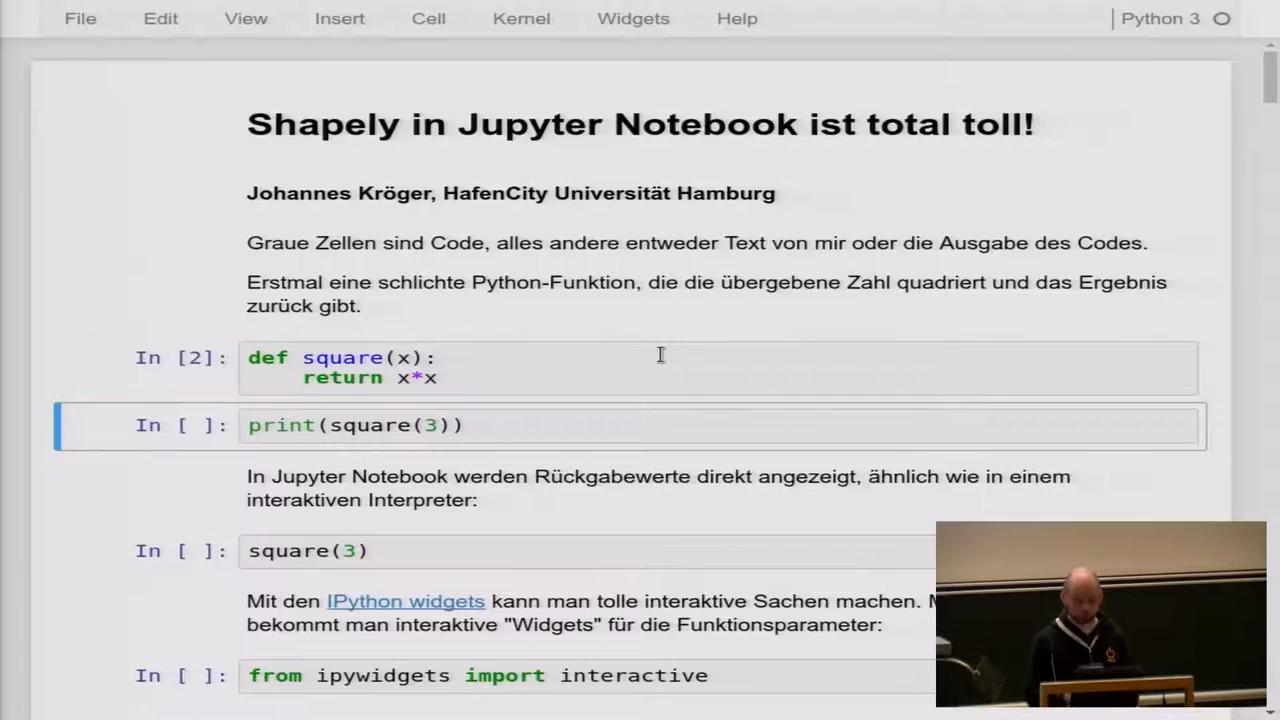 File Edit View Insert Cell Kernel Widgets Help Python 3
Shapely in Jupyter Notebook ist total toll!
Johannes Kröger, HafenCity Universität Hamburg
Graue Zellen sind Code, alles andere entweder Text von mir oder die Ausgabe des Codes.
Erstmal eine schlichte Python-Funktion, die die übergebene Zahl quadriert und das Ergebnis
zurück gibt.
In [2]: def square(x):
return x*x
In [ ]: print(square(3))
In Jupyter Notebook werden Rückgabewerte direkt angezeigt, ähnlich wie in einem
interaktiven Interpreter:
In [ ]: square(3)
Mit den IPython widgets kann man tolle interaktive Sachen machen.
bekommt man interaktive "Widgets" für die Funktionsparameter:
In [ ]: from ipywidgets import interactive